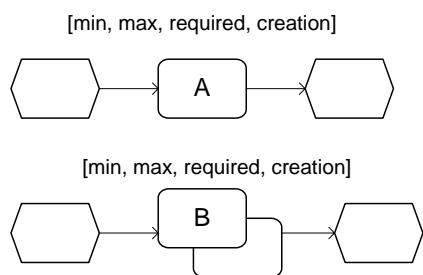 [min, max, required, creation]
A
[min, max, required, creation]
B